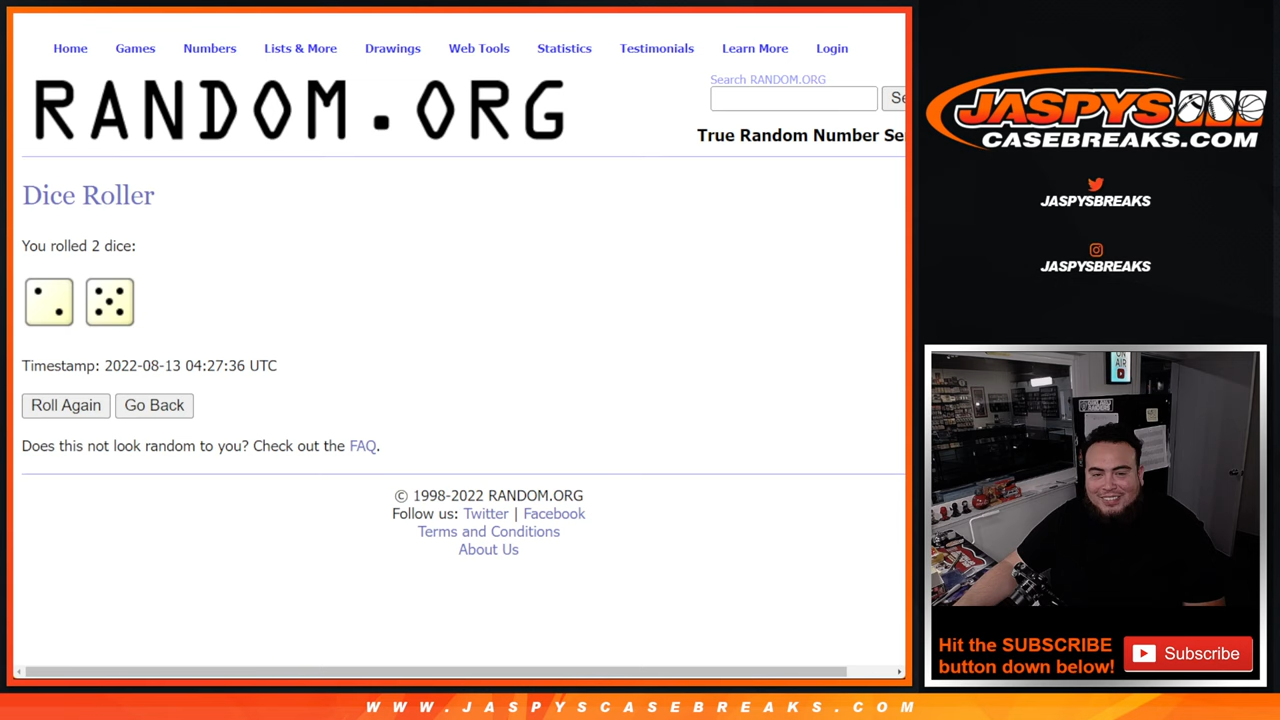 Home Games Numbers Lists & More Drawings Web Tools Statistics Testimonials Learn More Login
RANDOM.ORG
Search RANDOM.ORG
Se
True Random Number Se
Dice Roller
You rolled 2 dice:
Timestamp: 2022-08-13 04:27:36 UTC
Roll Again Go Back
Does this not look random to you? Check out the FAQ.
© 1998-2022 RANDOM.ORG
Follow us: Twitter | Facebook
Terms and Conditions
About Us
JASPYS
CASEBREAKS.COM
JASPYSBREAKS
JASPYSBREAKS
ON
AIR
Hit the SUBSCRIBE
button down below!
Subscribe
WWW.JASPYSCASEBREAKS.COM